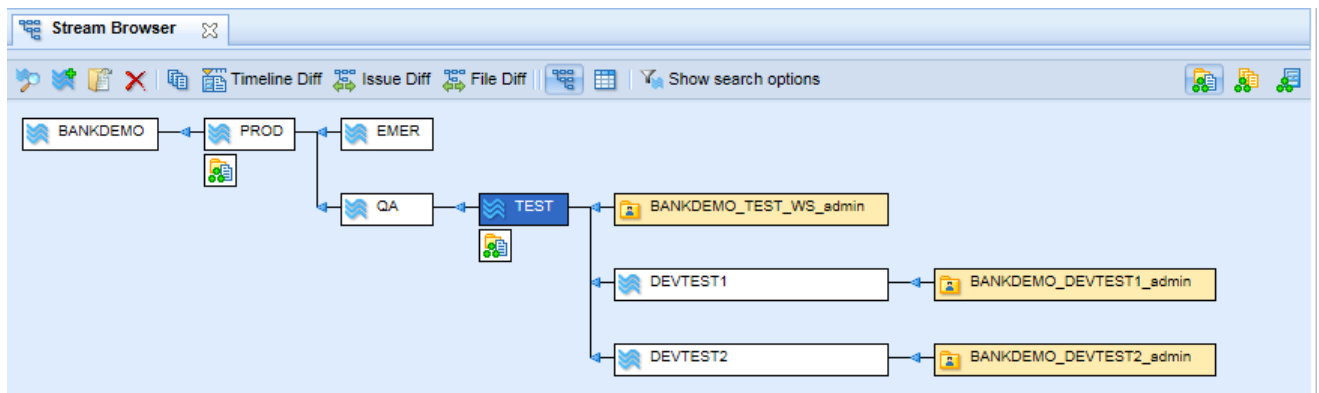 Stream Browser
Timeline Diff Issue Diff File Diff Show search options
BANKDEMO PROD EMER
QA TEST BANKDEMO_TEST_WS_admin
DEVTEST1 BANKDEMO_DEVTEST1_admin
DEVTEST2 BANKDEMO_DEVTEST2_admin